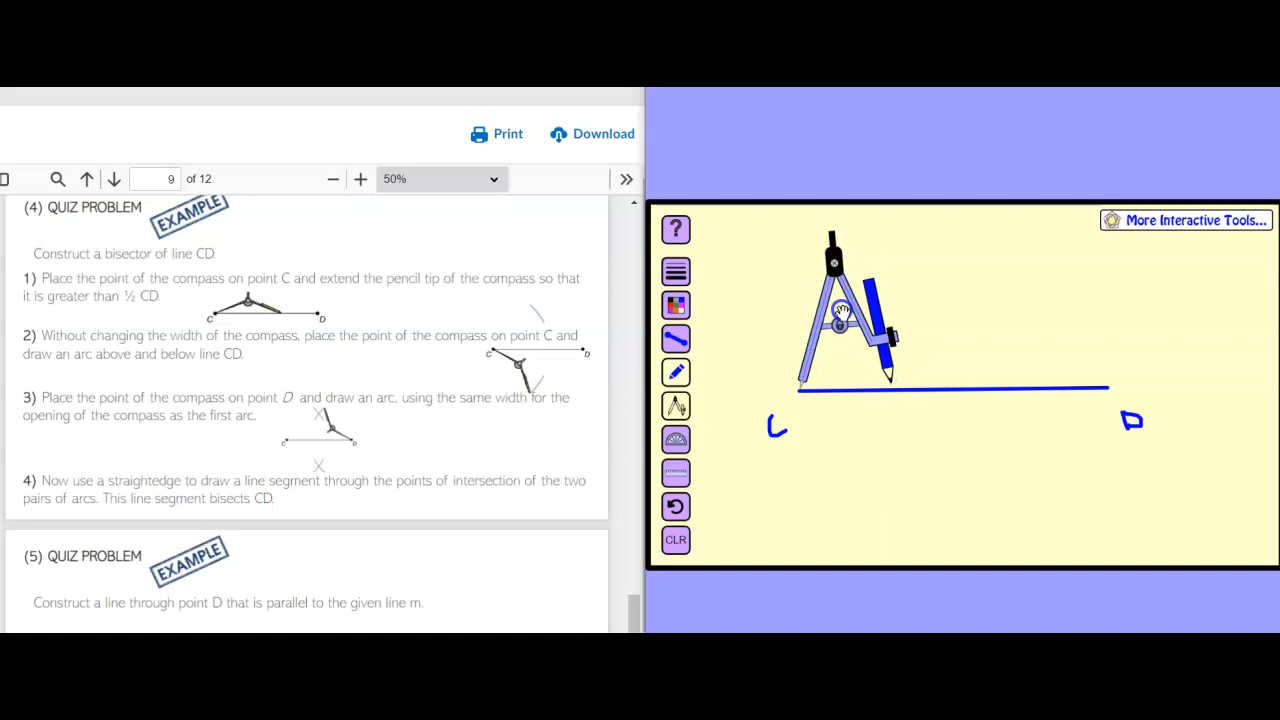 Print
Download
9 of 12
50%
(4) QUIZ PROBLEM
EXAMPLE
Construct a bisector of line CD.
1) Place the point of the compass on point C and extend the pencil tip of the compass so that
it is greater than ½ CD.
C D
2) Without changing the width of the compass, place the point of the compass on point C and
draw an arc above and below line CD.
C D
3) Place the point of the compass on point D and draw an arc, using the same width for the
opening of the compass as the first arc.
C D
4) Now use a straightedge to draw a line segment through the points of intersection of the two
pairs of arcs. This line segment bisects CD.
(5) QUIZ PROBLEM
EXAMPLE
Construct a line through point D that is parallel to the given line m.
?
More Interactive Tools...
C D
CLR